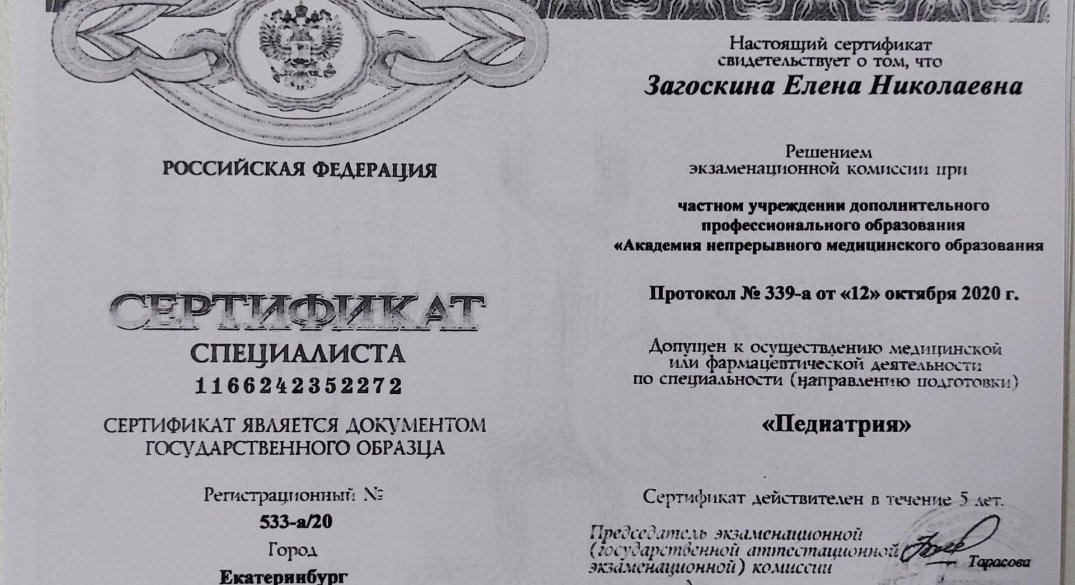 РОССИЙСКАЯ ФЕДЕРАЦИЯ
СЕРТИФИКАТ
СПЕЦИАЛИСТА
1166242352272
СЕРТИФИКАТ ЯВЛЯЕТСЯ ДОКУМЕНТОМ
ГОСУДАРСТВЕННОГО ОБРАЗЦА
Регистрационный №
533-а/20
Город
Екатеринбург
Настоящий сертификат
свидетельствует о том, что
Загоскина Елена Николаевна
Решением
экзаменационной комиссии при
частном учреждении дополнительного
профессионального образования
«Академия непрерывного медицинского образования
Протокол № 339-а от «12» октября 2020 г.
Допущен к осуществлению медицинской
или фармацевтической деятельности
по специальности (направлению подготовки)
«Педиатрия»
Сертификат действителен в течение 5 лет.
Председатель экзаменационной
(государственной аттестационной
экзаменационной) комиссии
Тарасова